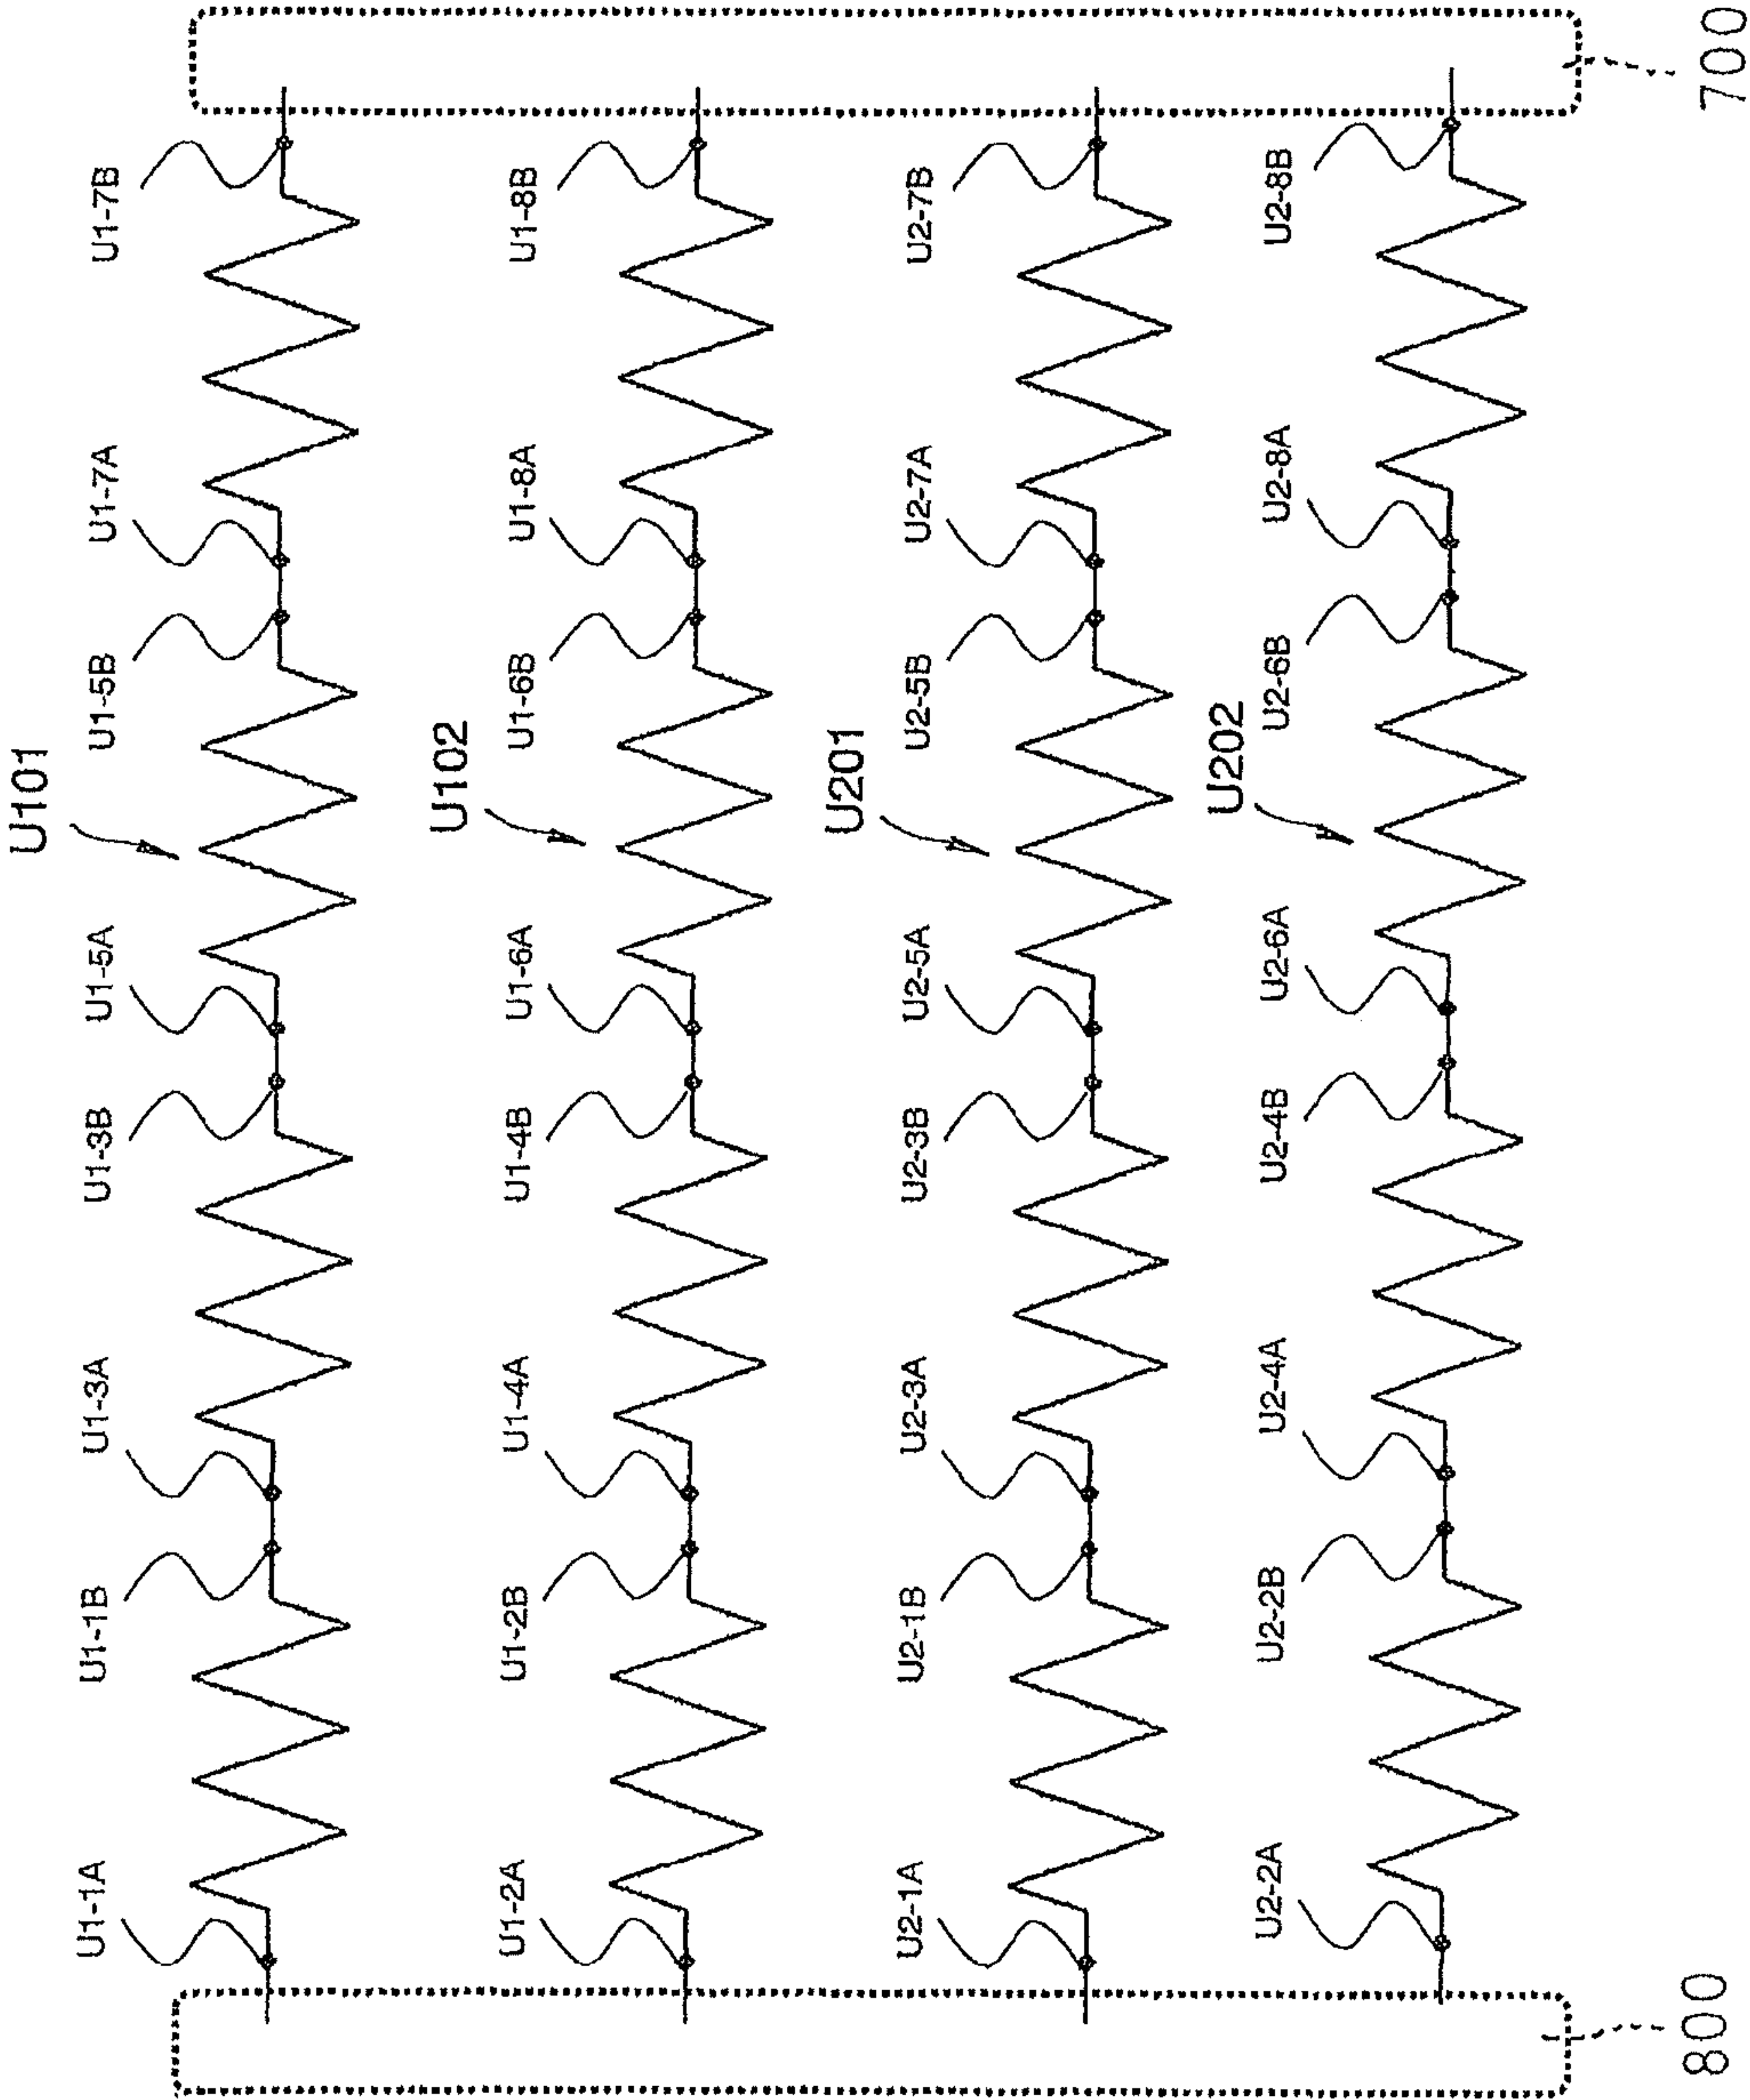 U101
U1-1A
U1-1B
U1-3A
U1-3B
U1-5A
U1-5B
U1-7A
U1-7B
U102
U1-2A
U1-2B
U1-4A
U1-4B
U1-6A
U1-6B
U1-8A
U1-8B
U201
U2-1A
U2-1B
U2-3A
U2-3B
U2-5A
U2-5B
U2-7A
U2-7B
U202
U2-2A
U2-2B
U2-4A
U2-4B
U2-6A
U2-6B
U2-8A
U2-8B
800
700